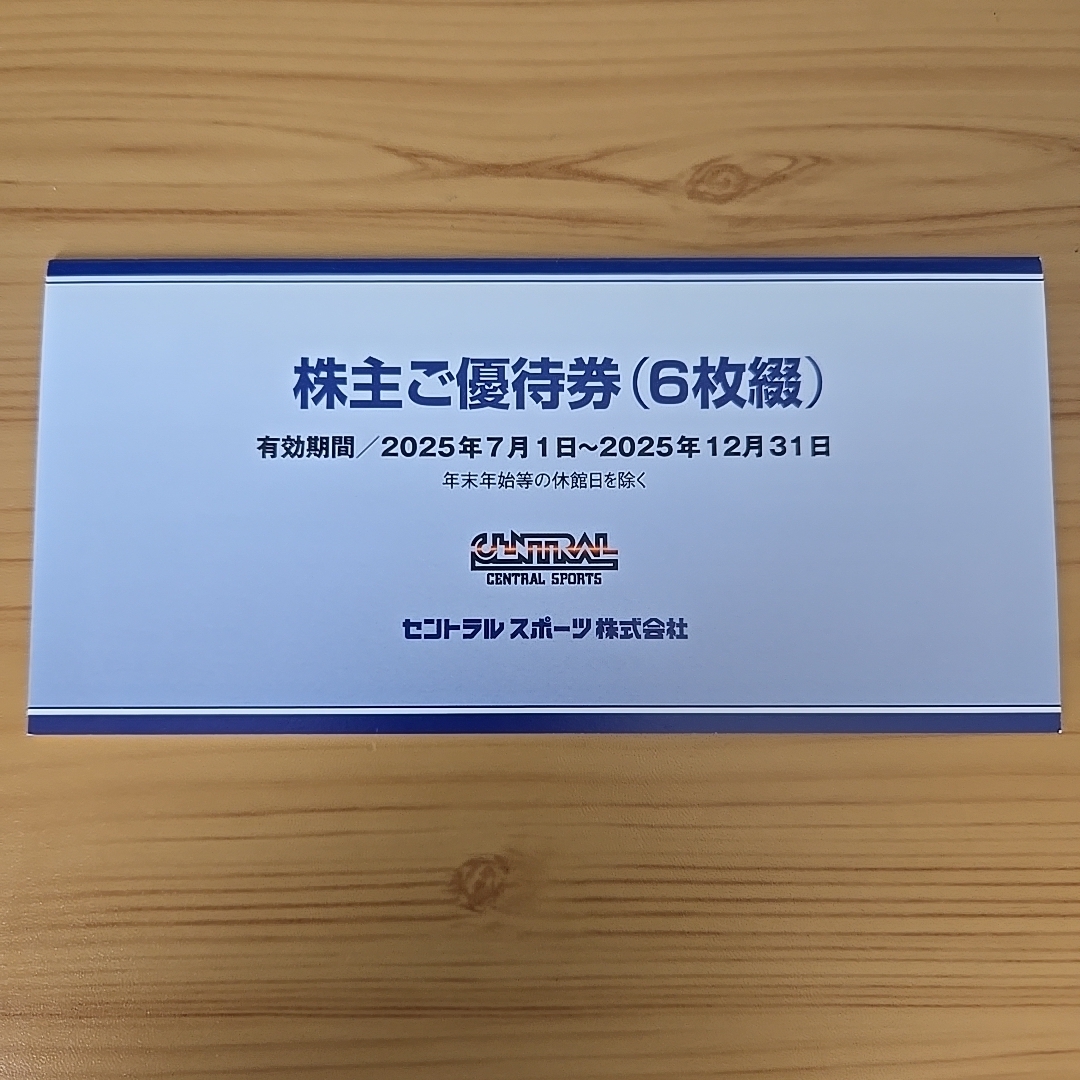 株主ご優待券（6枚綴）
有効期間／2025年7月1日～2025年12月31日
年末年始等の休館日を除く
CENTRAL
CENTRAL SPORTS
セントラルスポーツ株式会社